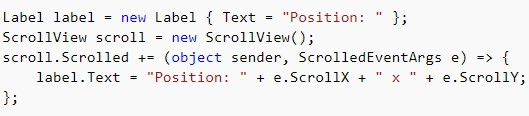 Label label = new Label { Text = "Position: " };
ScrollView scroll = new ScrollView();
scroll.Scrolled += (object sender, ScrolledEventArgs e) => {
    label.Text = "Position: " + e.ScrollX + " x " + e.ScrollY;
};